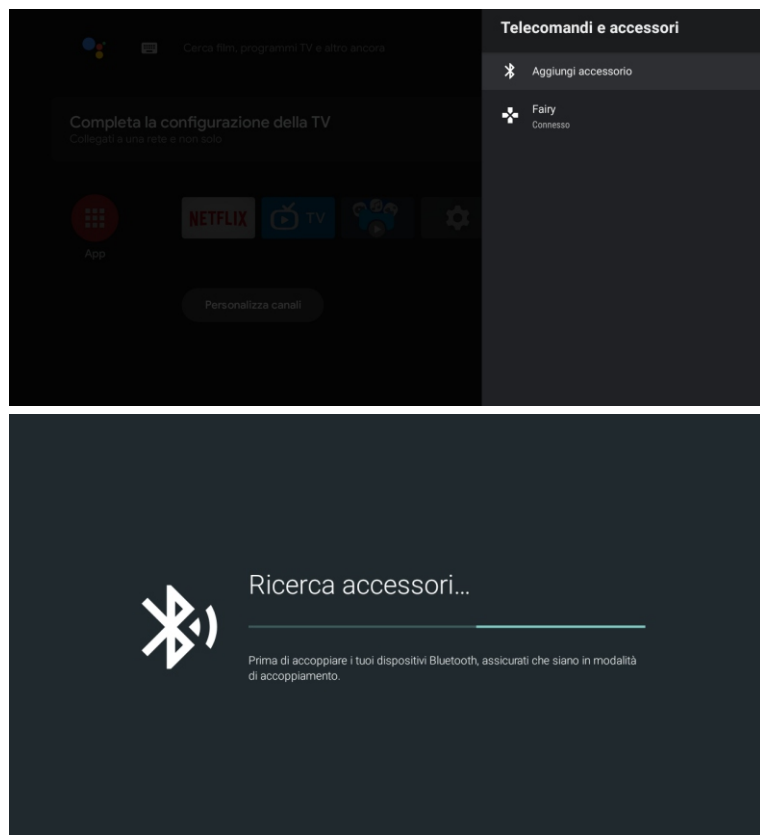 Telecomandi e accessori
Cerca film, programmi TV e altro ancora
Aggiungi accessorio
Fairy
Connesso
Completa la configurazione della TV
Collegati a una rete e non solo
NETFLIX
TV
App
Personalizza canali
Ricerca accessori...
Prima di accoppiare i tuoi dispositivi Bluetooth, assicurati che siano in modalità
di accoppiamento.